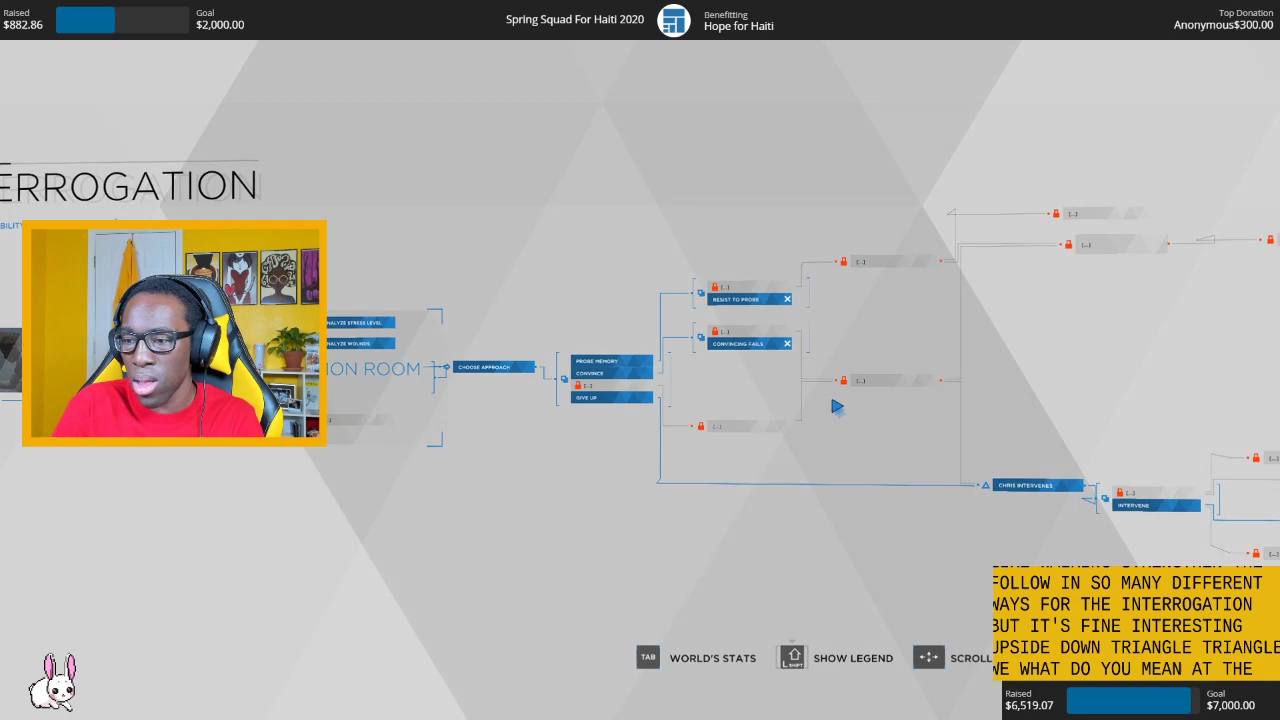 Raised
$882.86
Goal
$2,000.00
Spring Squad For Haiti 2020
Benefitting
Hope for Haiti
Top Donation
Anonymous$300.00
ERROGATION
BILITY
NALYZE STRESS LEVEL
NALYZE WOUNDS
ION ROOM
CHOOSE APPROACH
PROBE MEMORY
CONVINCE
[...]
GIVE UP
[...]
RESIST TO PROBE
[...]
CONVINCING FAILS
[...]
[...]
[...]
[...]
[...]
CHRIS INTERVENES
[...]
INTERVENE
[...]
[...]
[...]
TAB
WORLD'S STATS
L SHIFT
SHOW LEGEND
SCROLL
FOLLOW IN SO MANY DIFFERENT
WAYS FOR THE INTERROGATION
BUT IT'S FINE INTERESTING
UPSIDE DOWN TRIANGLE TRIANGLE
WE WHAT DO YOU MEAN AT THE
Raised
$6,519.07
Goal
$7,000.00